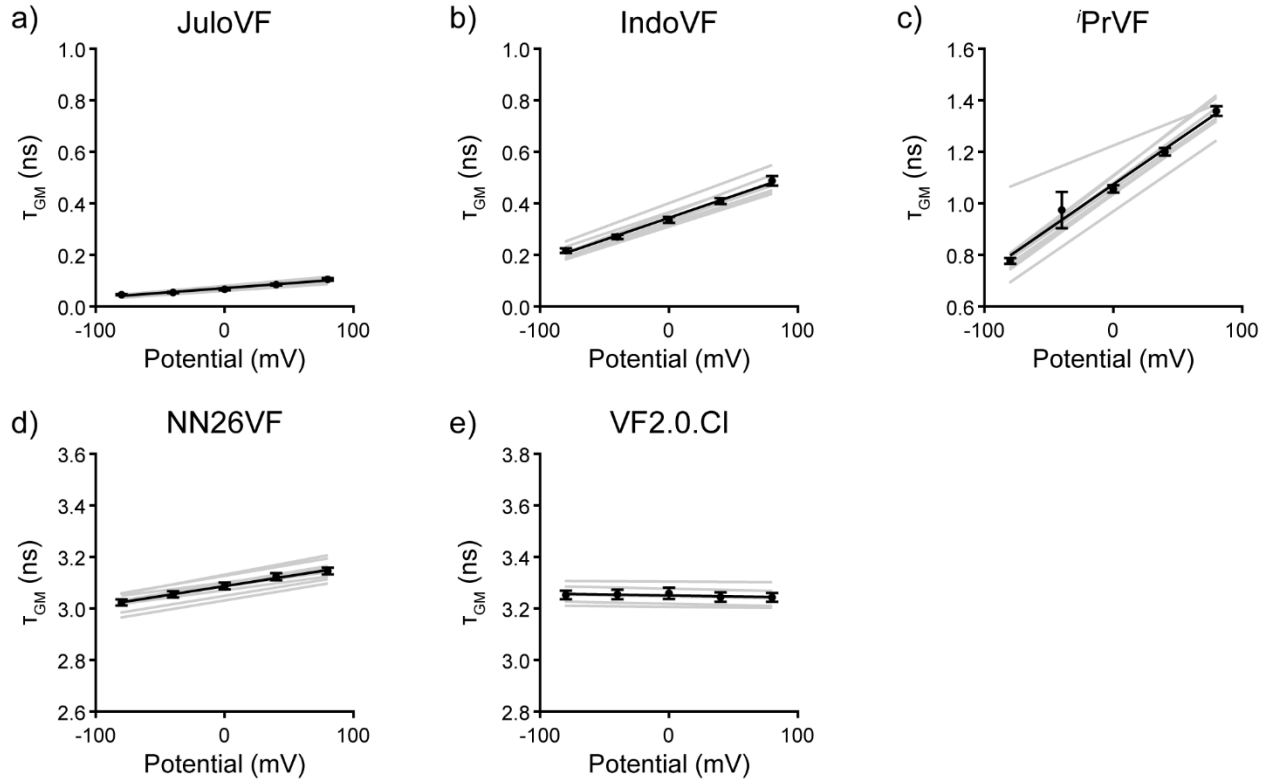 a) JuloVF
1.0
0.8
0.6
0.4
0.2
0.0
τGM (ns)
-100 0 100
Potential (mV)
b) IndoVF
1.0
0.8
0.6
0.4
0.2
0.0
τGM (ns)
-100 0 100
Potential (mV)
c) iPrVF
1.6
1.4
1.2
1.0
0.8
0.6
τGM (ns)
-100 0 100
Potential (mV)
d) NN26VF
3.6
3.4
3.2
3.0
2.8
2.6
τGM (ns)
-100 0 100
Potential (mV)
e) VF2.0.Cl
3.8
3.6
3.4
3.2
3.0
2.8
τGM (ns)
-100 0 100
Potential (mV)